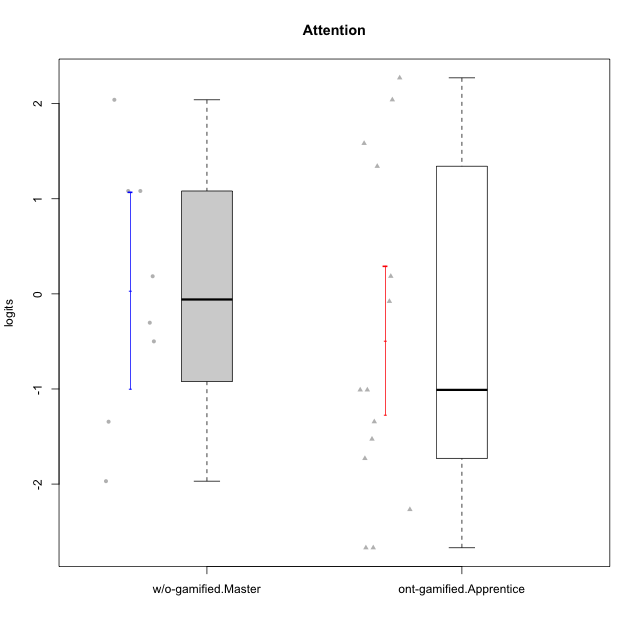 Attention
logits
2
1
0
-1
-2
w/o-gamified.Master
ont-gamified.Apprentice